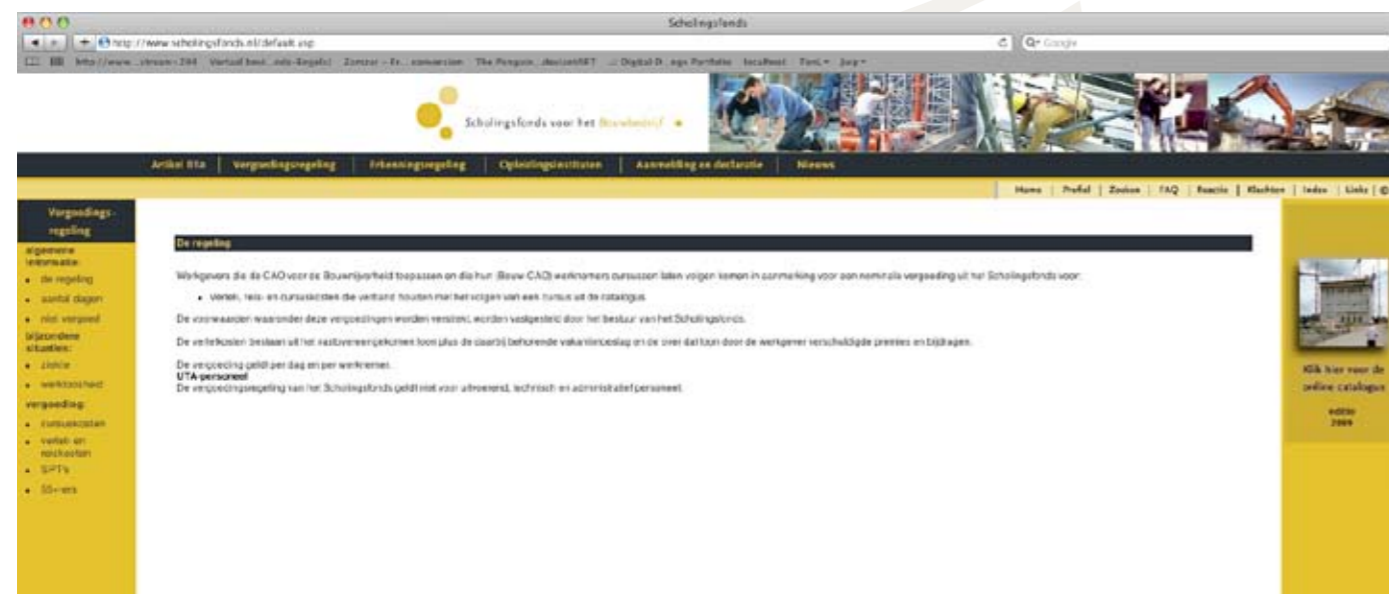 Scholingsfonds
http://www.scholingsfonds.nl/default.asp
Google
Scholingsfonds voor het Bouwbedrijf
Artikel 81a | Vergoedingsregeling | Erkenningsregeling | Opleidingsinstituten | Aanmelding en declaratie | Nieuws
Home | Profiel | Zoeken | FAQ | Reactie | Klachten | Index | Links | ©
Vergoedings-
regeling
algemene
informatie:
• de regeling
• aantal dagen
• niet vergoed
bijzondere
situaties:
• ziekte
• werkloosheid
vergoeding:
• cursuskosten
• verlet- en
reiskosten
• 55+-ers
De regeling
Werkgevers die de CAO voor de Bouwnijverheid toepassen en die hun (Bouw CAO) werknemers cursussen laten volgen komen in aanmerking voor een nominale vergoeding uit het Scholingsfonds voor:
• Verlet-, reis- en cursuskosten die verband houden met het volgen van een cursus uit de catalogus.
De voorwaarden waaronder deze vergoedingen worden verstrekt, worden vastgesteld door het bestuur van het Scholingsfonds.
De verletkosten bestaan uit het vastovereengekomen loon plus de daarbij behorende vakantietoeslag en de over dat loon door de werkgever verschuldigde premies en bijdragen.
De vergoeding geldt per dag en per werknemer.
UTA-personeel
De vergoedingsregeling van het Scholingsfonds geldt niet voor uitvoerend, technisch en administratief personeel.
Klik hier voor de
online catalogus
editie
2009